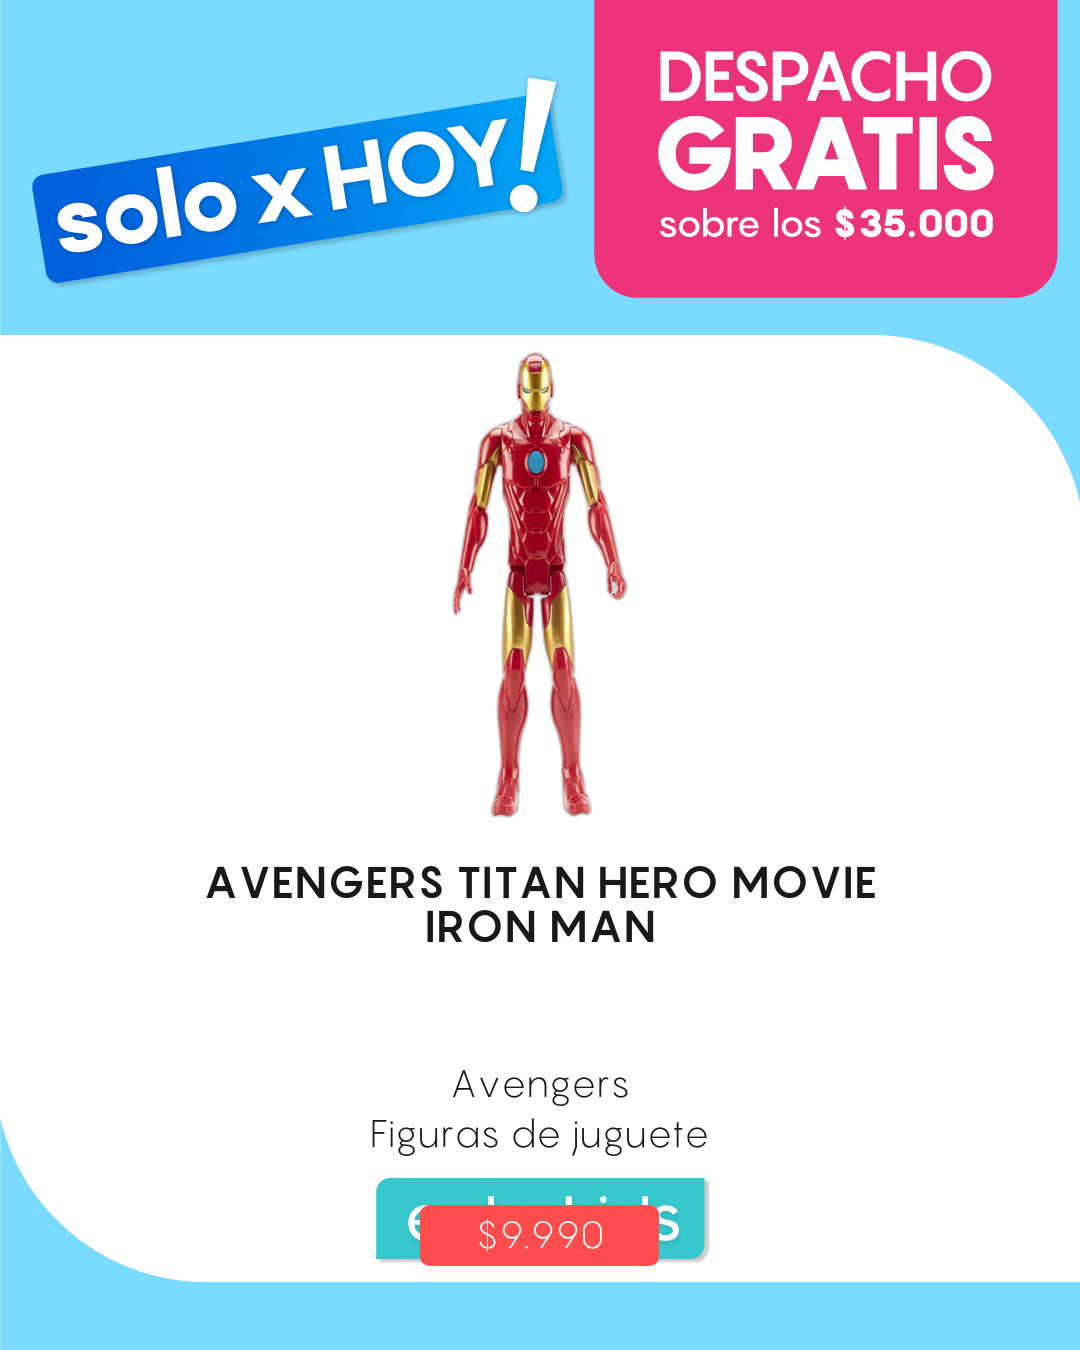 solo x HOY!
DESPACHO
GRATIS
sobre los $35.000
AVENGERS TITAN HERO MOVIE
IRON MAN
Avengers
Figuras de juguete
$9.990